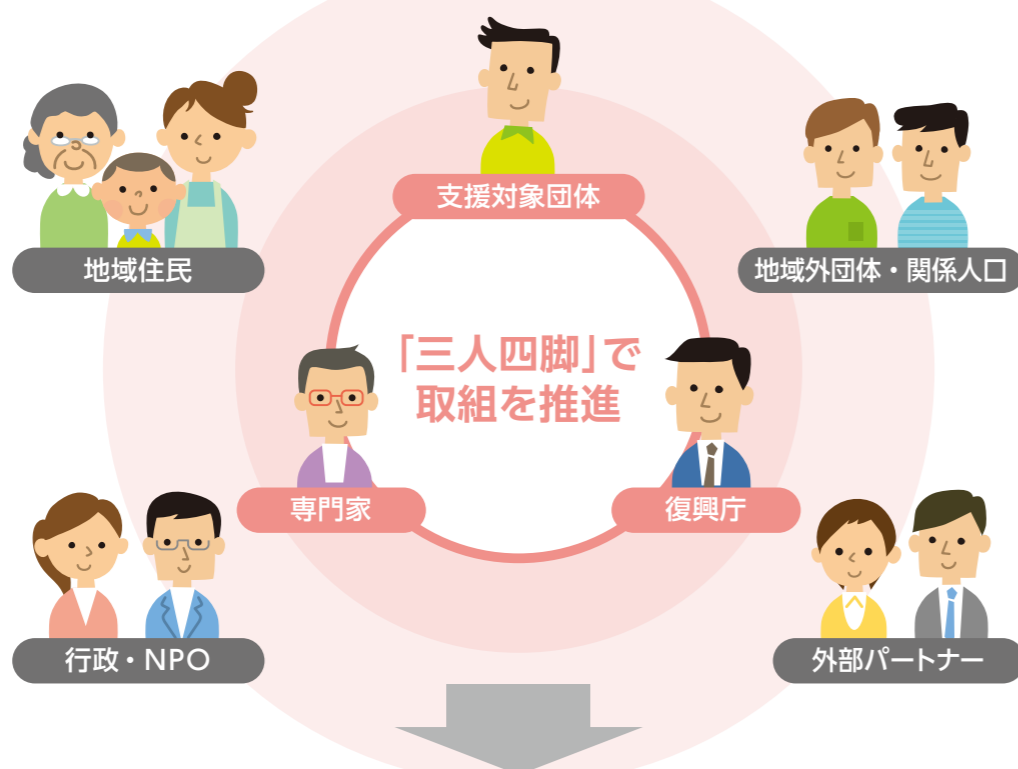 支援対象団体
地域住民
地域外団体・関係人口
「三人四脚」で
取組を推進
専門家
復興庁
行政・NPO
外部パートナー